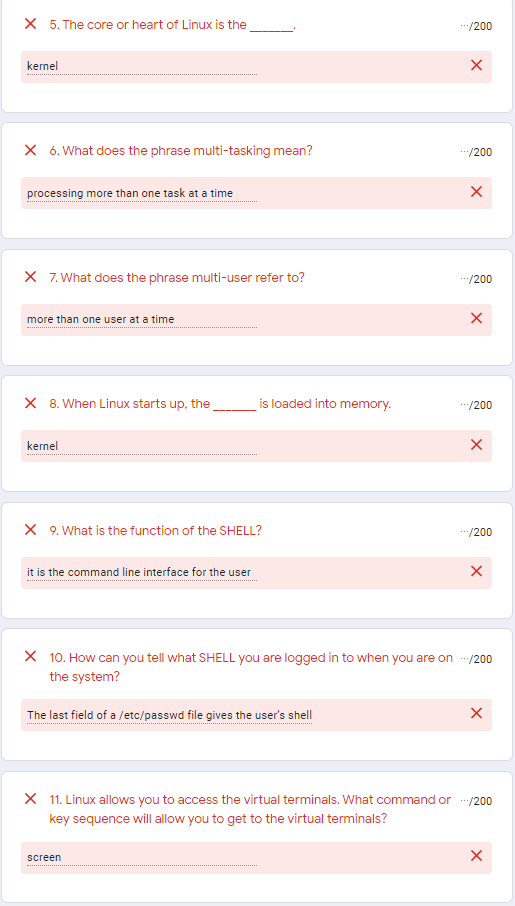 5. The core or heart of Linux is the _______.
···/200
kernel
6. What does the phrase multi-tasking mean?
···/200
processing more than one task at a time
7. What does the phrase multi-user refer to?
···/200
more than one user at a time
8. When Linux starts up, the _______ is loaded into memory.
···/200
kernel
9. What is the function of the SHELL?
···/200
it is the command line interface for the user
10. How can you tell what SHELL you are logged in to when you are on
···/200
the system?
The last field of a /etc/passwd file gives the user's shell
11. Linux allows you to access the virtual terminals. What command or
···/200
key sequence will allow you to get to the virtual terminals?
screen